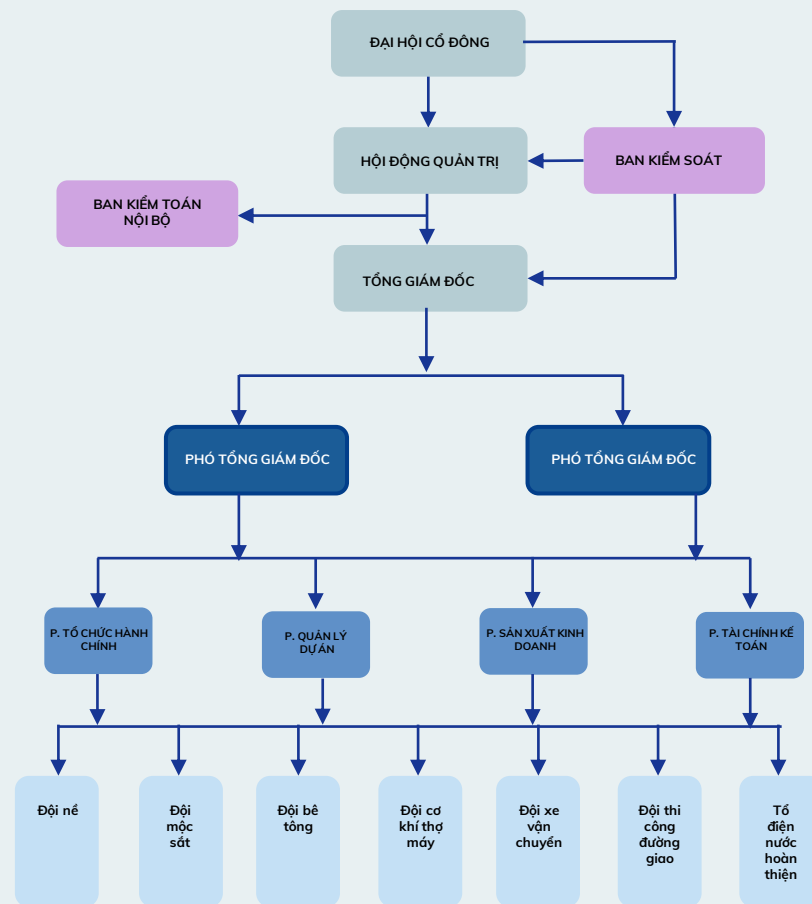 ĐẠI HỘI CỔ ĐÔNG
HỘI ĐỘNG QUẢN TRỊ
BAN KIỂM SOÁT
BAN KIỂM TOÁN
NỘI BỘ
TỔNG GIÁM ĐỐC
PHÓ TỔNG GIÁM ĐỐC
PHÓ TỔNG GIÁM ĐỐC
P. TỔ CHỨC HÀNH
CHÍNH
P. QUẢN LÝ
DỰ ÁN
P. SẢN XUẤT KINH
DOANH
P. TÀI CHÍNH KẾ
TOÁN
Đội nề
Đội
mộc
sắt
Đội bê
tông
Đội cơ
khí thợ
máy
Đội xe
vận
chuyển
Đội thi
công
đường
giao
Tổ
điện
nước
hoàn
thiện